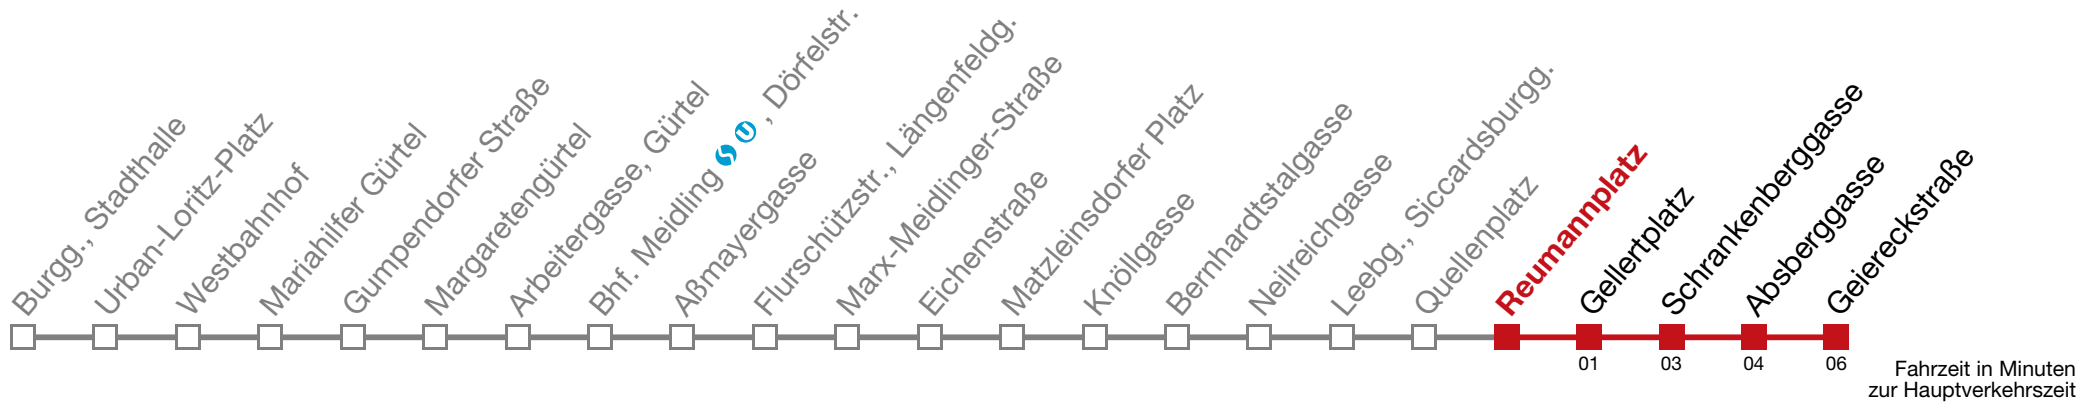 Burgg., Stadthalle
Urban-Loritz-Platz
Westbahnhof
Mariahilfer Gürtel
Gumpendorfer Straße
Margaretengürtel
Arbeitergasse, Gürtel
Bhf. Meidling S U , Dörfelstr.
Aßmayergasse
Flurschützstr., Längenfeldg.
Marx-Meidlinger-Straße
Eichenstraße
Matzleinsdorfer Platz
Knöllgasse
Bernhardtstalgasse
Neilreichgasse
Leebg., Siccardsburgg.
Quellenplatz
Reumannplatz
Gellertplatz
Schrankenberggasse
Absberggasse
Geiereckstraße
01
03
04
06
Fahrzeit in Minuten
zur Hauptverkehrszeit